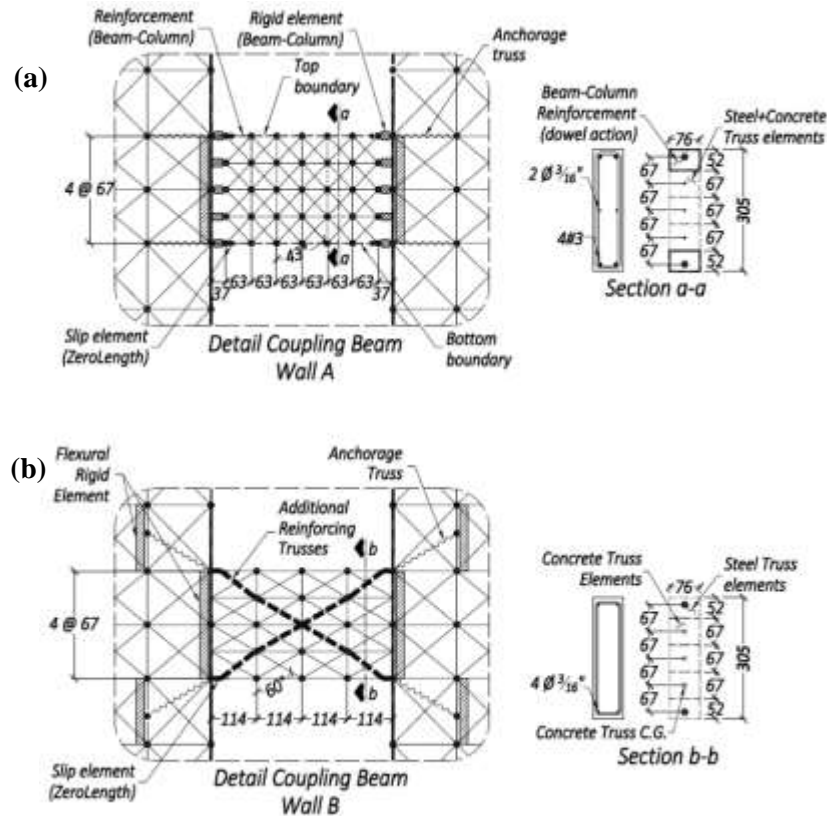 (a)
Reinforcement
(Beam-Column)
Rigid element
(Beam-Column)
Top
boundary
Anchorage
truss
a
4 @ 67
43
a
37 63 63 63 63 63 63 37
Slip element
(ZeroLength)
Detail Coupling Beam
Wall A
Bottom
boundary
Beam-Column
Reinforcement
(dowel action)
Steel+Concrete
Truss elements
76
2 Ø 3/16"
4#3
67
67
67
67
52
67
67
52
305
Section a-a
(b)
Flexural
Rigid
Element
Additional
Reinforcing
Trusses
Anchorage
Truss
b
4 @ 67
60°
b
114 114 114 114
Slip element
(ZeroLength)
Detail Coupling Beam
Wall B
Concrete Truss
Elements
Steel Truss
elements
76
4 Ø 3/16"
67
67
67
67
52
67
67
52
305
Concrete Truss C.G.
Section b-b